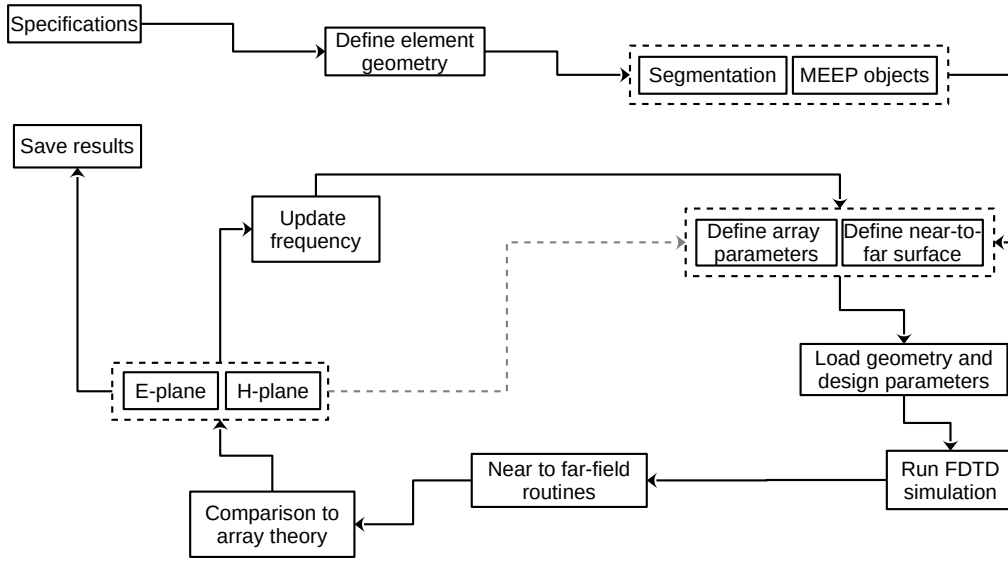 Specifications
Define element
geometry
Segmentation
MEEP objects
Save results
Update
frequency
Define array
parameters
Define near-to-
far surface
Load geometry and
design parameters
E-plane
H-plane
Near to far-field
routines
Run FDTD
simulation
Comparison to
array theory